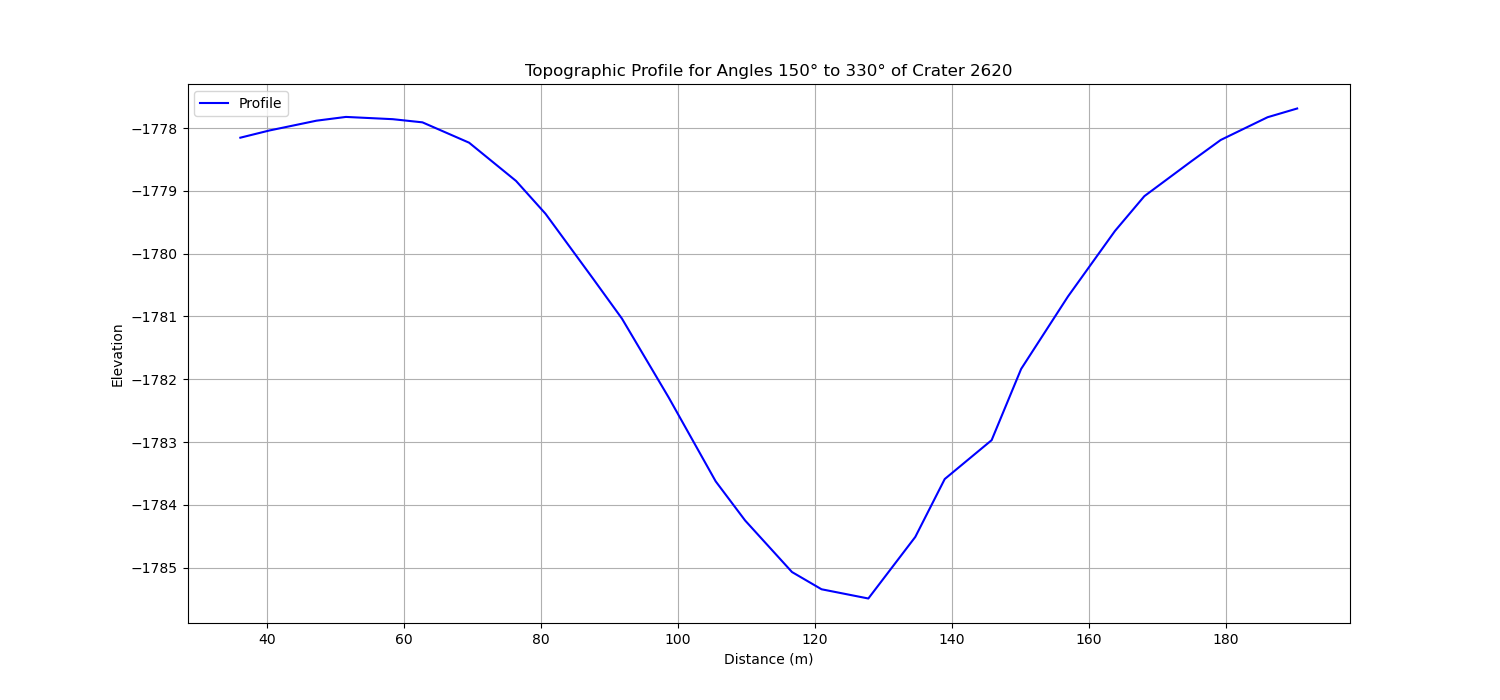 Topographic Profile for Angles 150° to 330° of Crater 2620
Profile
−1778
−1779
−1780
−1781
−1782
−1783
−1784
−1785
Elevation
40 60 80 100 120 140 160 180
Distance (m)